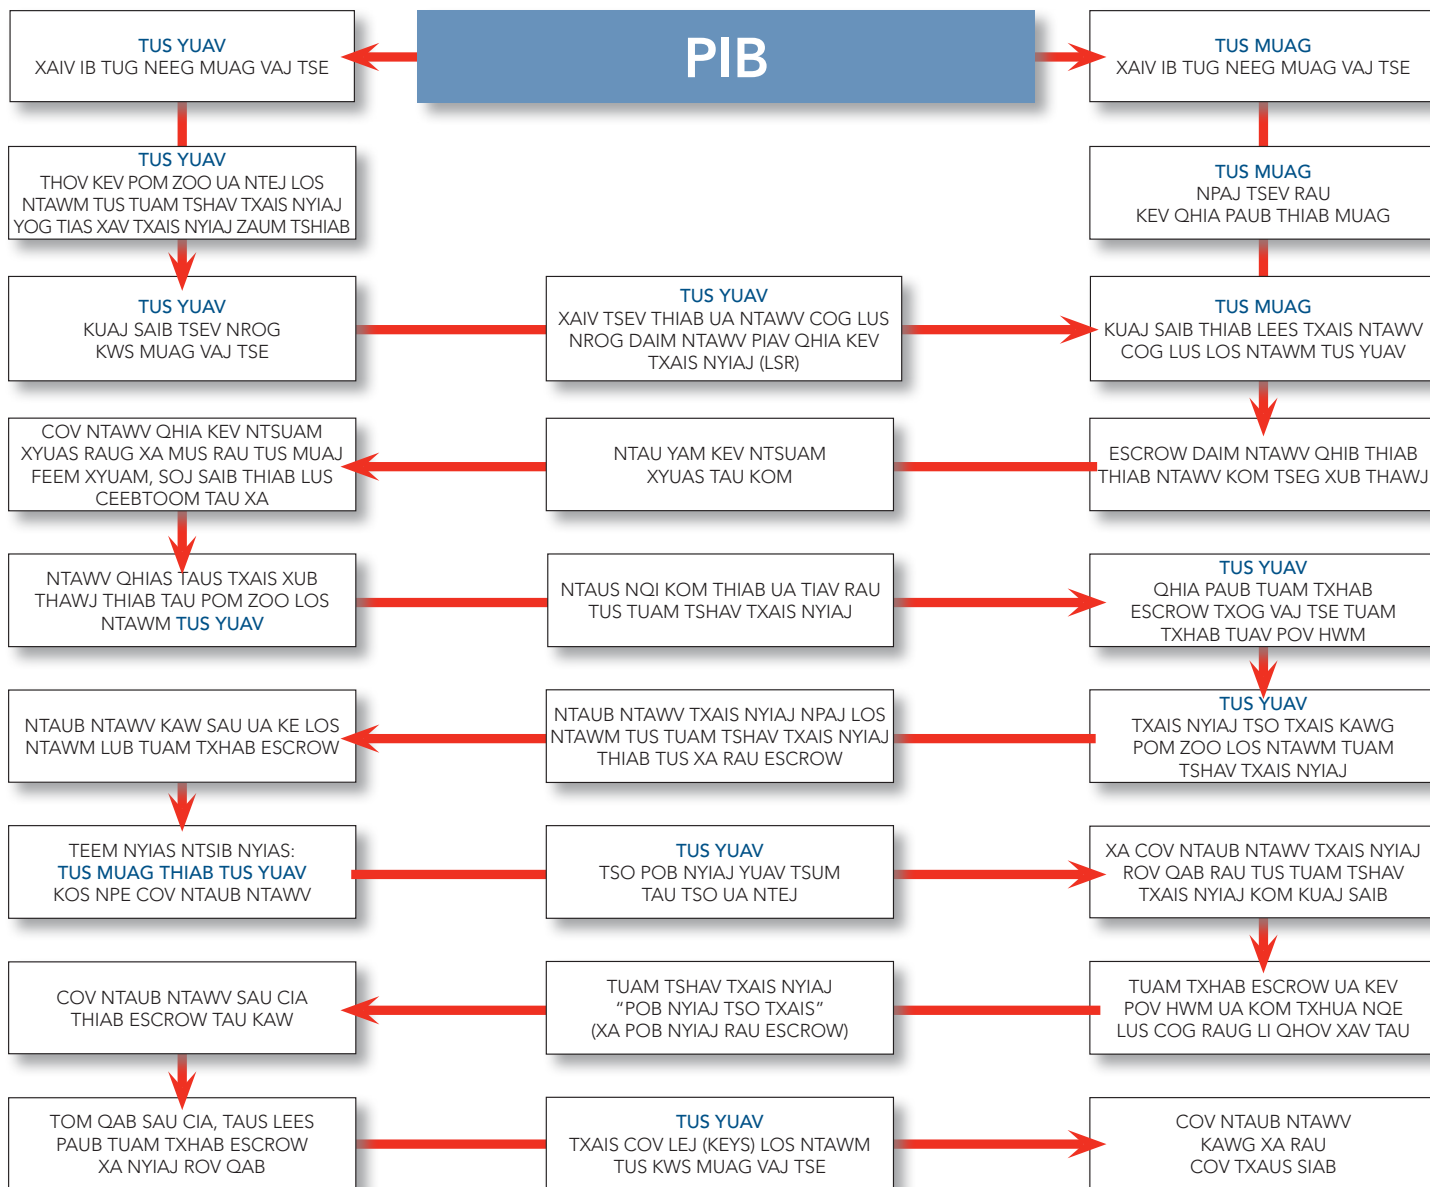 PIB
TUS YUAV
XAIV IB TUG NEEG MUAG VAJ TSE
TUS MUAG
XAIV IB TUG NEEG MUAG VAJ TSE
TUS YUAV
THOV KEV POM ZOO UA NTEJ LOS
NTAWM TUS TUAM TSHAV TXAIS NYIAJ
YOG TIAS XAV TXAIS NYIAJ ZAUM TSHIAB
TUS MUAG
NPAJ TSEV RAU
KEV QHIA PAUB THIAB MUAG
TUS YUAV
KUAJ SAIB TSEV NROG
KWS MUAG VAJ TSE
TUS YUAV
XAIV TSEV THIAB UA NTAWV COG LUS
NROG DAIM NTAWV PIAV QHIA KEV
TXAIS NYIAJ (LSR)
TUS MUAG
KUAJ SAIB THIAB LEES TXAIS NTAWV
COG LUS LOS NTAWM TUS YUAV
ESCROW DAIM NTAWV QHIB THIAB
THIAB NTAWV KOM TSEG XUB THAWJ
NTAU YAM KEV NTSUAM
XYUAS TAU KOM
COV NTAWV QHIA KEV NTSUAM
XYUAS RAUG XA MUS RAU TUS MUAJ
FEEM XYUAM, SOJ SAIB THIAB LUS
CEEBTOOM TAU XA
NTAWV QHIAS TAUS TXAIS XUB
THAWJ THIAB TAU POM ZOO LOS
NTAWM TUS YUAV
NTAUS NQI KOM THIAB UA TIAV RAU
TUS TUAM TSHAV TXAIS NYIAJ
TUS YUAV
QHIA PAUB TUAM TXHAB
ESCROW TXOG VAJ TSE TUAM
TXHAB TUAV POV HWM
TUS YUAV
TXAIS NYIAJ TSO TXAIS KAWG
POM ZOO LOS NTAWM TUAM
TSHAV TXAIS NYIAJ
NTAUB NTAWV TXAIS NYIAJ NPAJ LOS
NTAWM TUS TUAM TSHAV TXAIS NYIAJ
THIAB TUS XA RAU ESCROW
NTAUB NTAWV KAW SAU UA KE LOS
NTAWM LUB TUAM TXHAB ESCROW
TEEM NYIAS NTSIB NYIAS:
TUS MUAG THIAB TUS YUAV
KOS NPE COV NTAUB NTAWV
TUS YUAV
TSO POB NYIAJ YUAV TSUM
TAU TSO UA NTEJ
XA COV NTAUB NTAWV TXAIS NYIAJ
ROV QAB RAU TUS TUAM TSHAV
TXAIS NYIAJ KOM KUAJ SAIB
TUAM TXHAB ESCROW UA KEV
POV HWM UA KOM TXHUA NQE
LUS COG RAUG LI QHOV XAV TAU
TUAM TSHAV TXAIS NYIAJ
“POB NYIAJ TSO TXAIS”
(XA POB NYIAJ RAU ESCROW)
COV NTAUB NTAWV SAU CIA
THIAB ESCROW TAU KAW
TOM QAB SAU CIA, TAUS LEES
PAUB TUAM TXHAB ESCROW
XA NYIAJ ROV QAB
TUS YUAV
TXAIS COV LEJ (KEYS) LOS NTAWM
TUS KWS MUAG VAJ TSE
COV NTAUB NTAWV
KAWG XA RAU
COV TXAUS SIAB